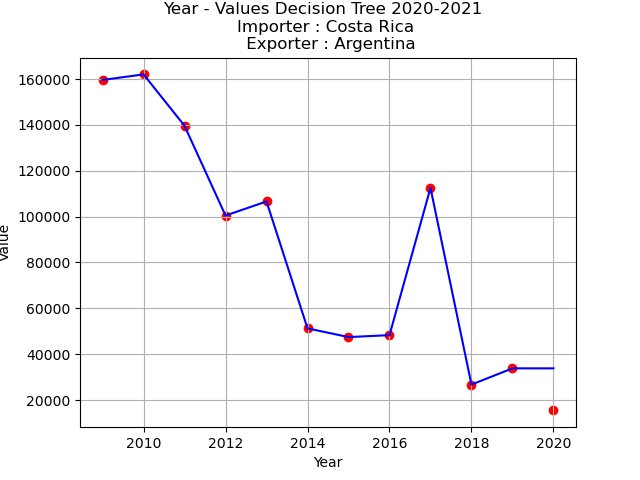 Year - Values Decision Tree 2020-2021
Importer : Costa Rica
Exporter : Argentina
160000
140000
120000
100000
80000
60000
40000
20000
Value
2010 2012 2014 2016 2018 2020
Year